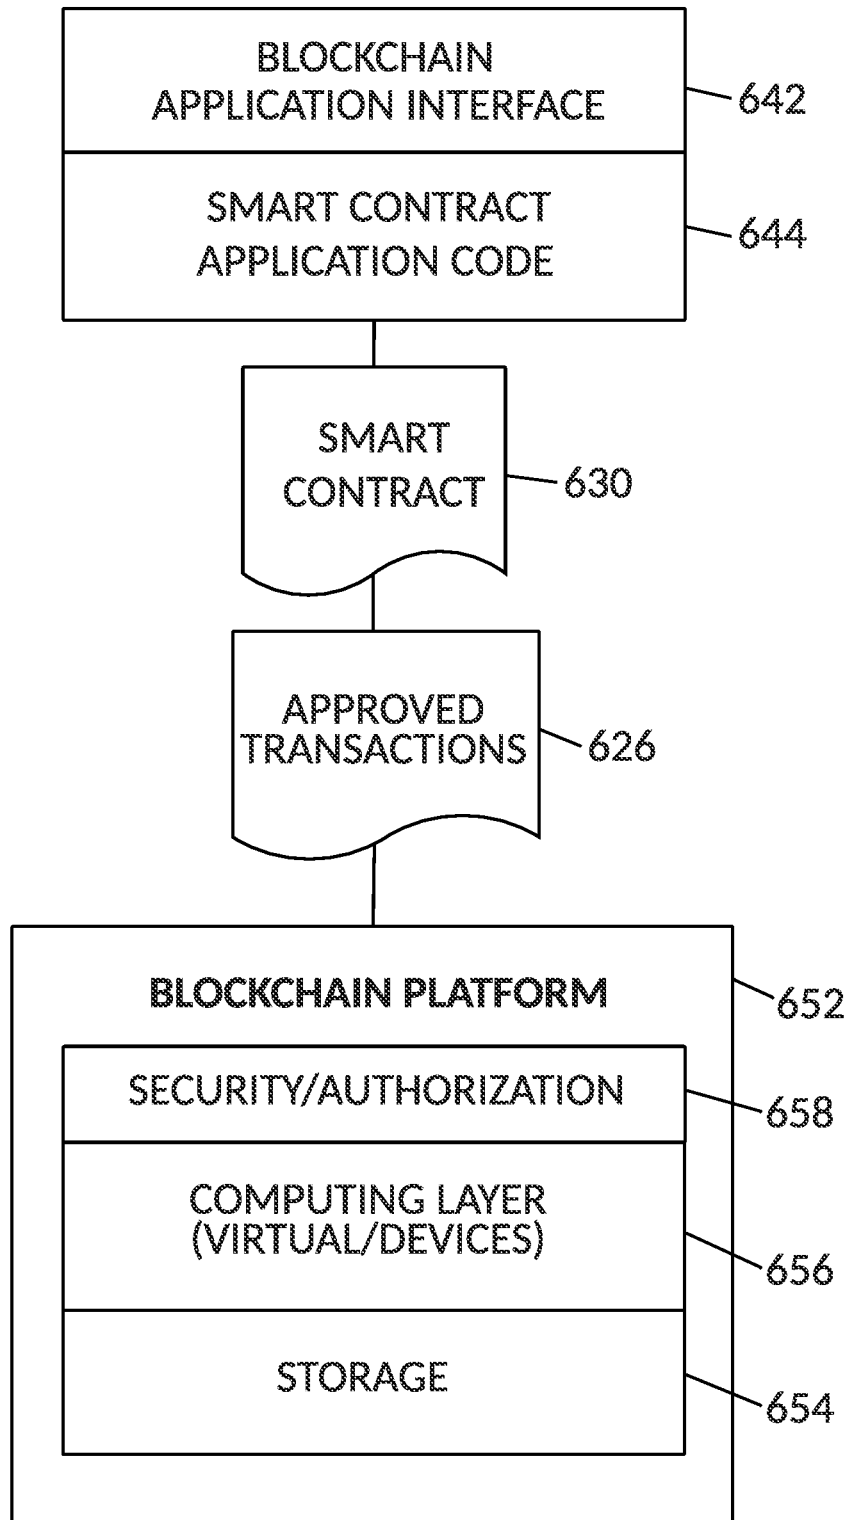 BLOCKCHAIN
APPLICATION INTERFACE
642
SMART CONTRACT
APPLICATION CODE
644
SMART
CONTRACT
630
APPROVED
TRANSACTIONS
626
BLOCKCHAIN PLATFORM
652
SECURITY/AUTHORIZATION
658
COMPUTING LAYER
(VIRTUAL/DEVICES)
656
STORAGE
654